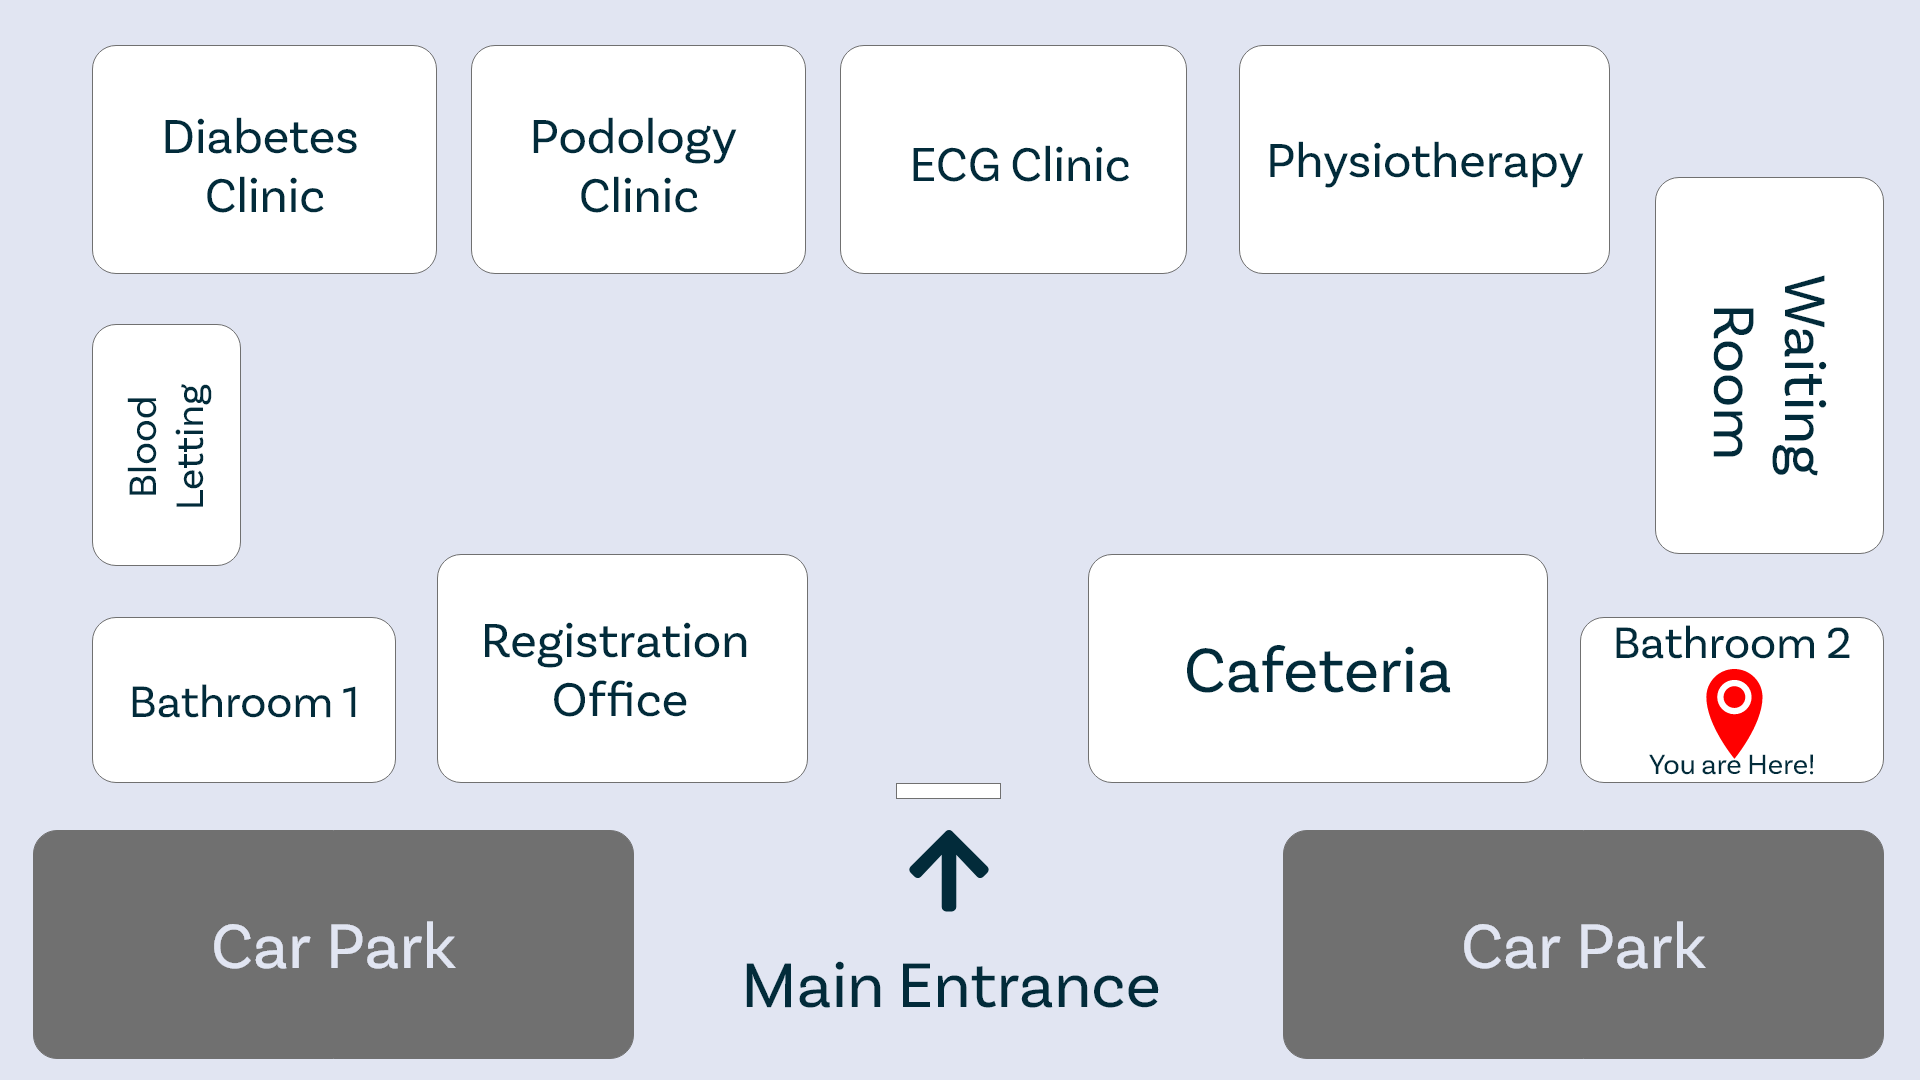 Diabetes
Clinic
Podology
Clinic
ECG Clinic
Physiotherapy
Waiting
Room
Blood
Letting
Registration
Office
Cafeteria
Bathroom 1
Bathroom 2
You are Here!
Car Park
Main Entrance
Car Park